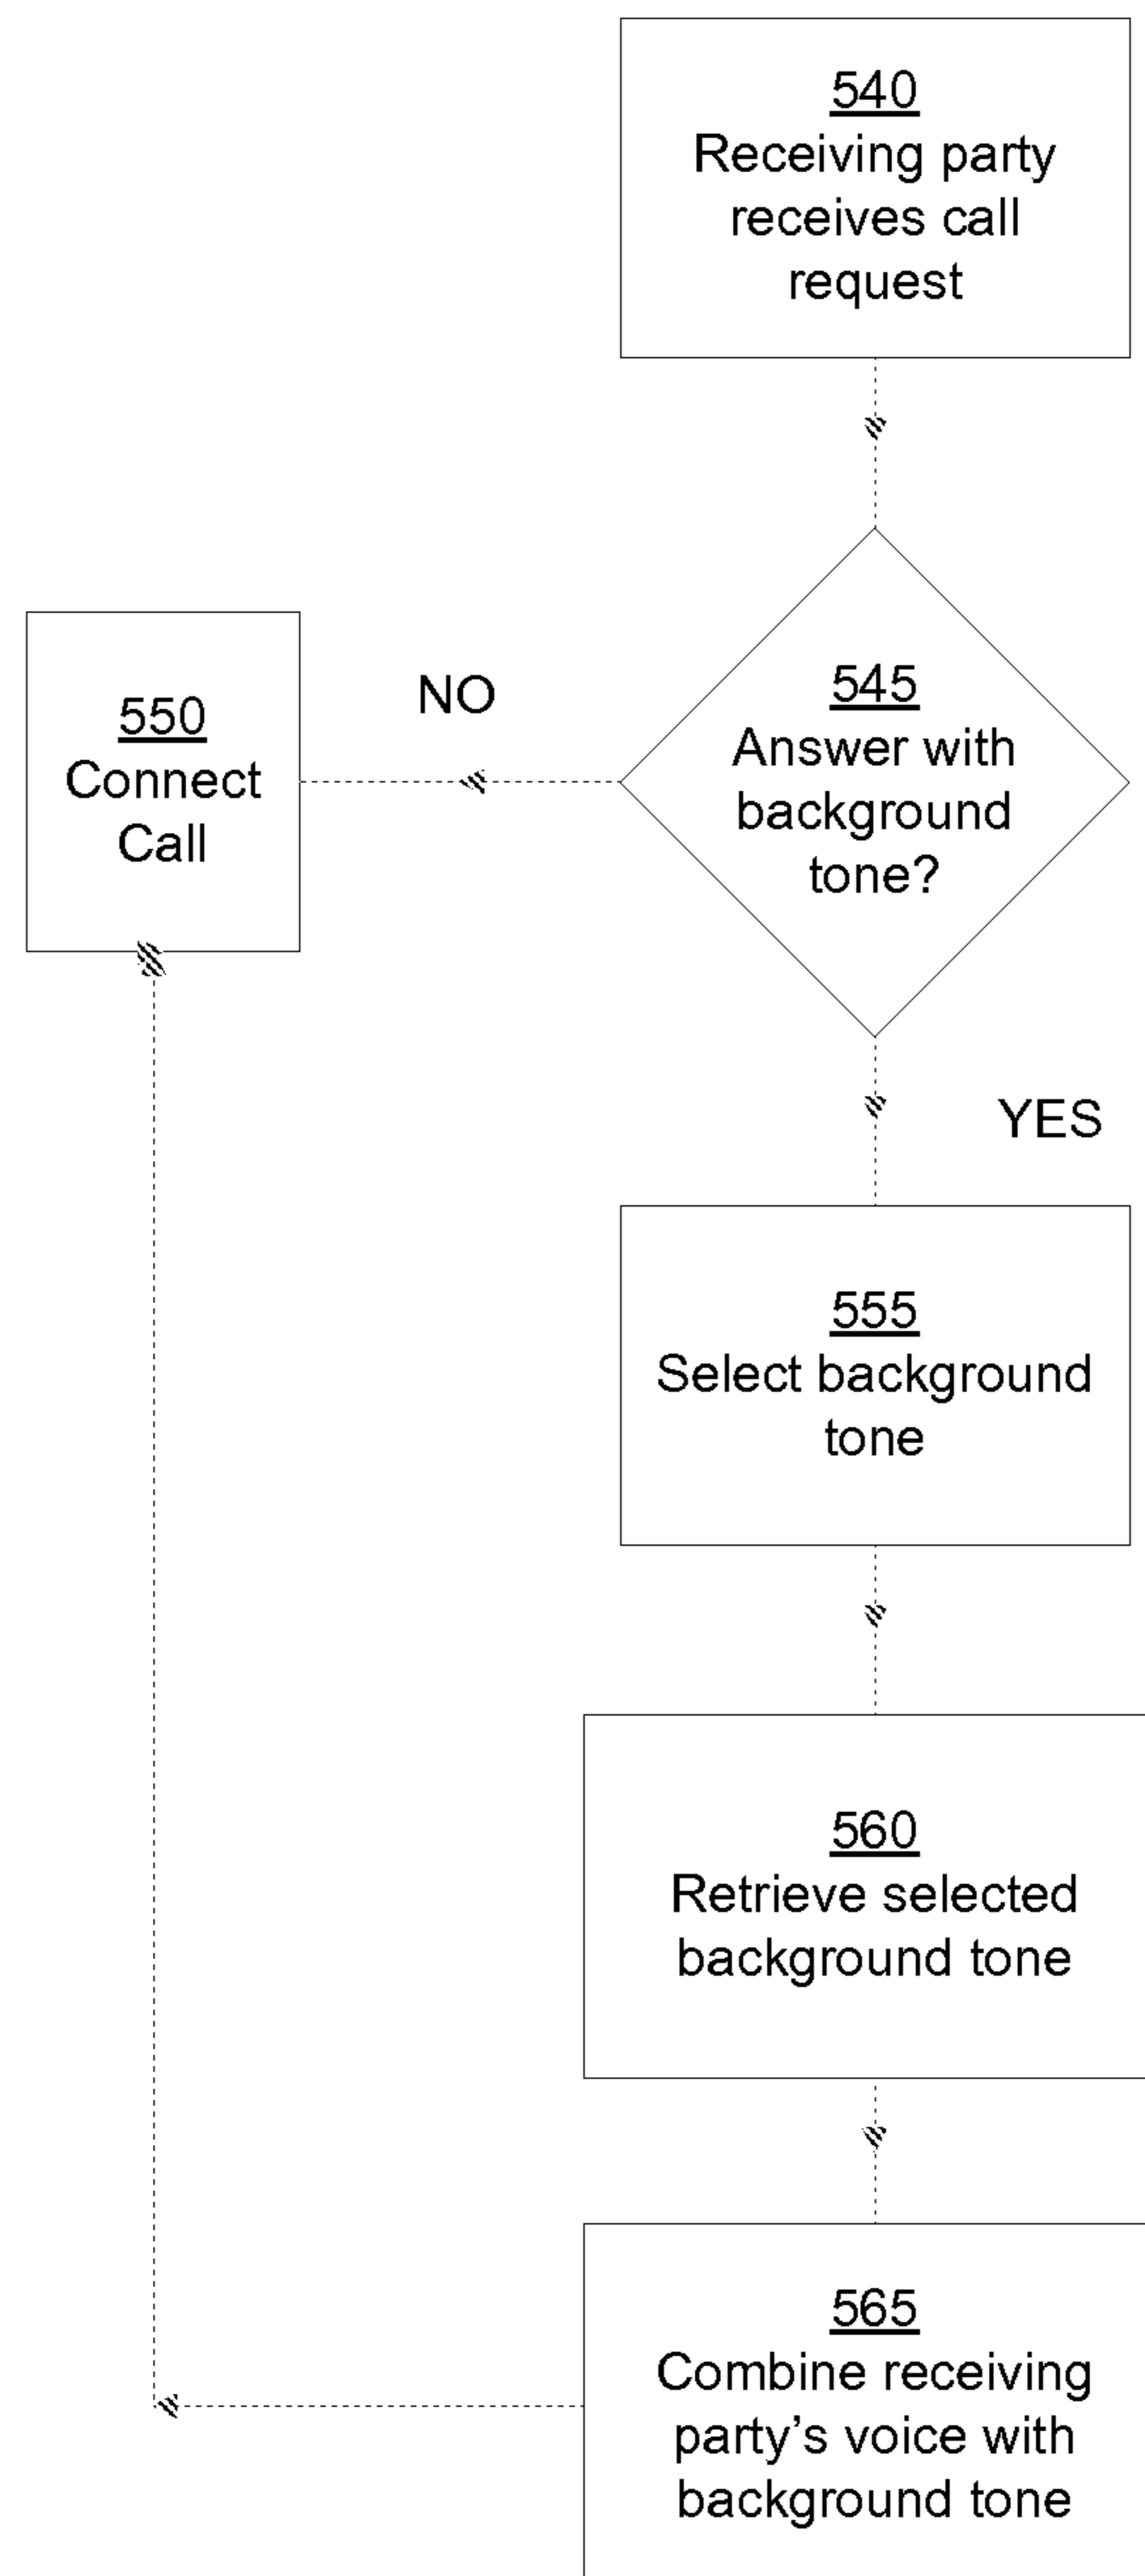 540
Receiving party
receives call
request
545
Answer with
background
tone?
NO
550
Connect
Call
YES
555
Select background
tone
560
Retrieve selected
background tone
565
Combine receiving
party's voice with
background tone